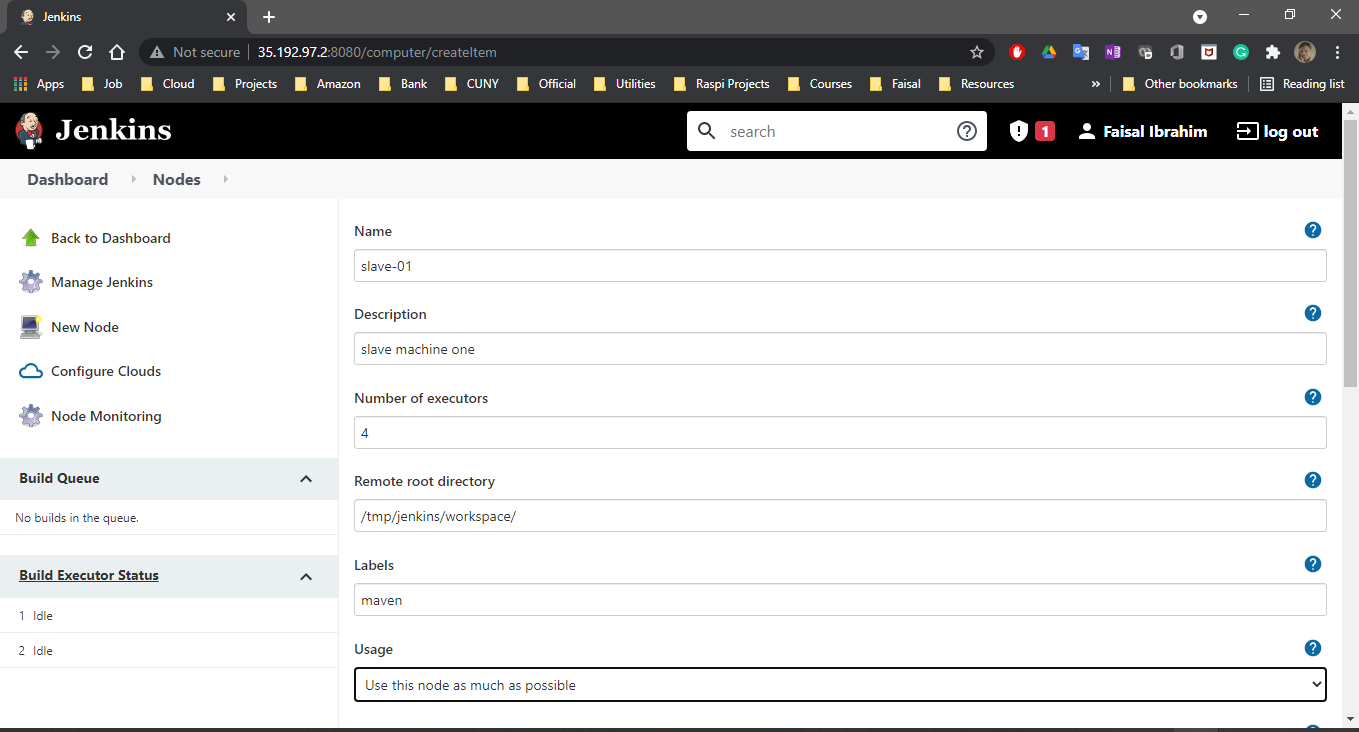 Jenkins
Not secure 35.192.97.2:8080/computer/createItem
Apps Job Cloud Projects Amazon Bank CUNY Official Utilities Raspi Projects Courses Faisal Resources » Other bookmarks Reading list
Jenkins search 1 Faisal Ibrahim log out
Dashboard Nodes
Back to Dashboard
Manage Jenkins
New Node
Configure Clouds
Node Monitoring
Build Queue
No builds in the queue.
Build Executor Status
1 Idle
2 Idle
Name
slave-01
Description
slave machine one
Number of executors
4
Remote root directory
/tmp/jenkins/workspace/
Labels
maven
Usage
Use this node as much as possible